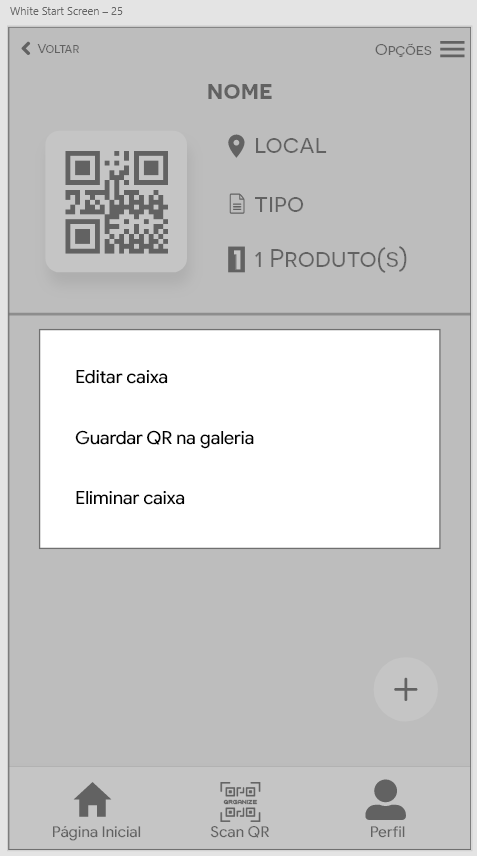 White Start Screen – 25
Voltar
Opções
NOME
LOCAL
TIPO
1 1 Produto(s)
Editar caixa
Guardar QR na galeria
Eliminar caixa
ORGANIZE
Página Inicial
Scan QR
Perfil